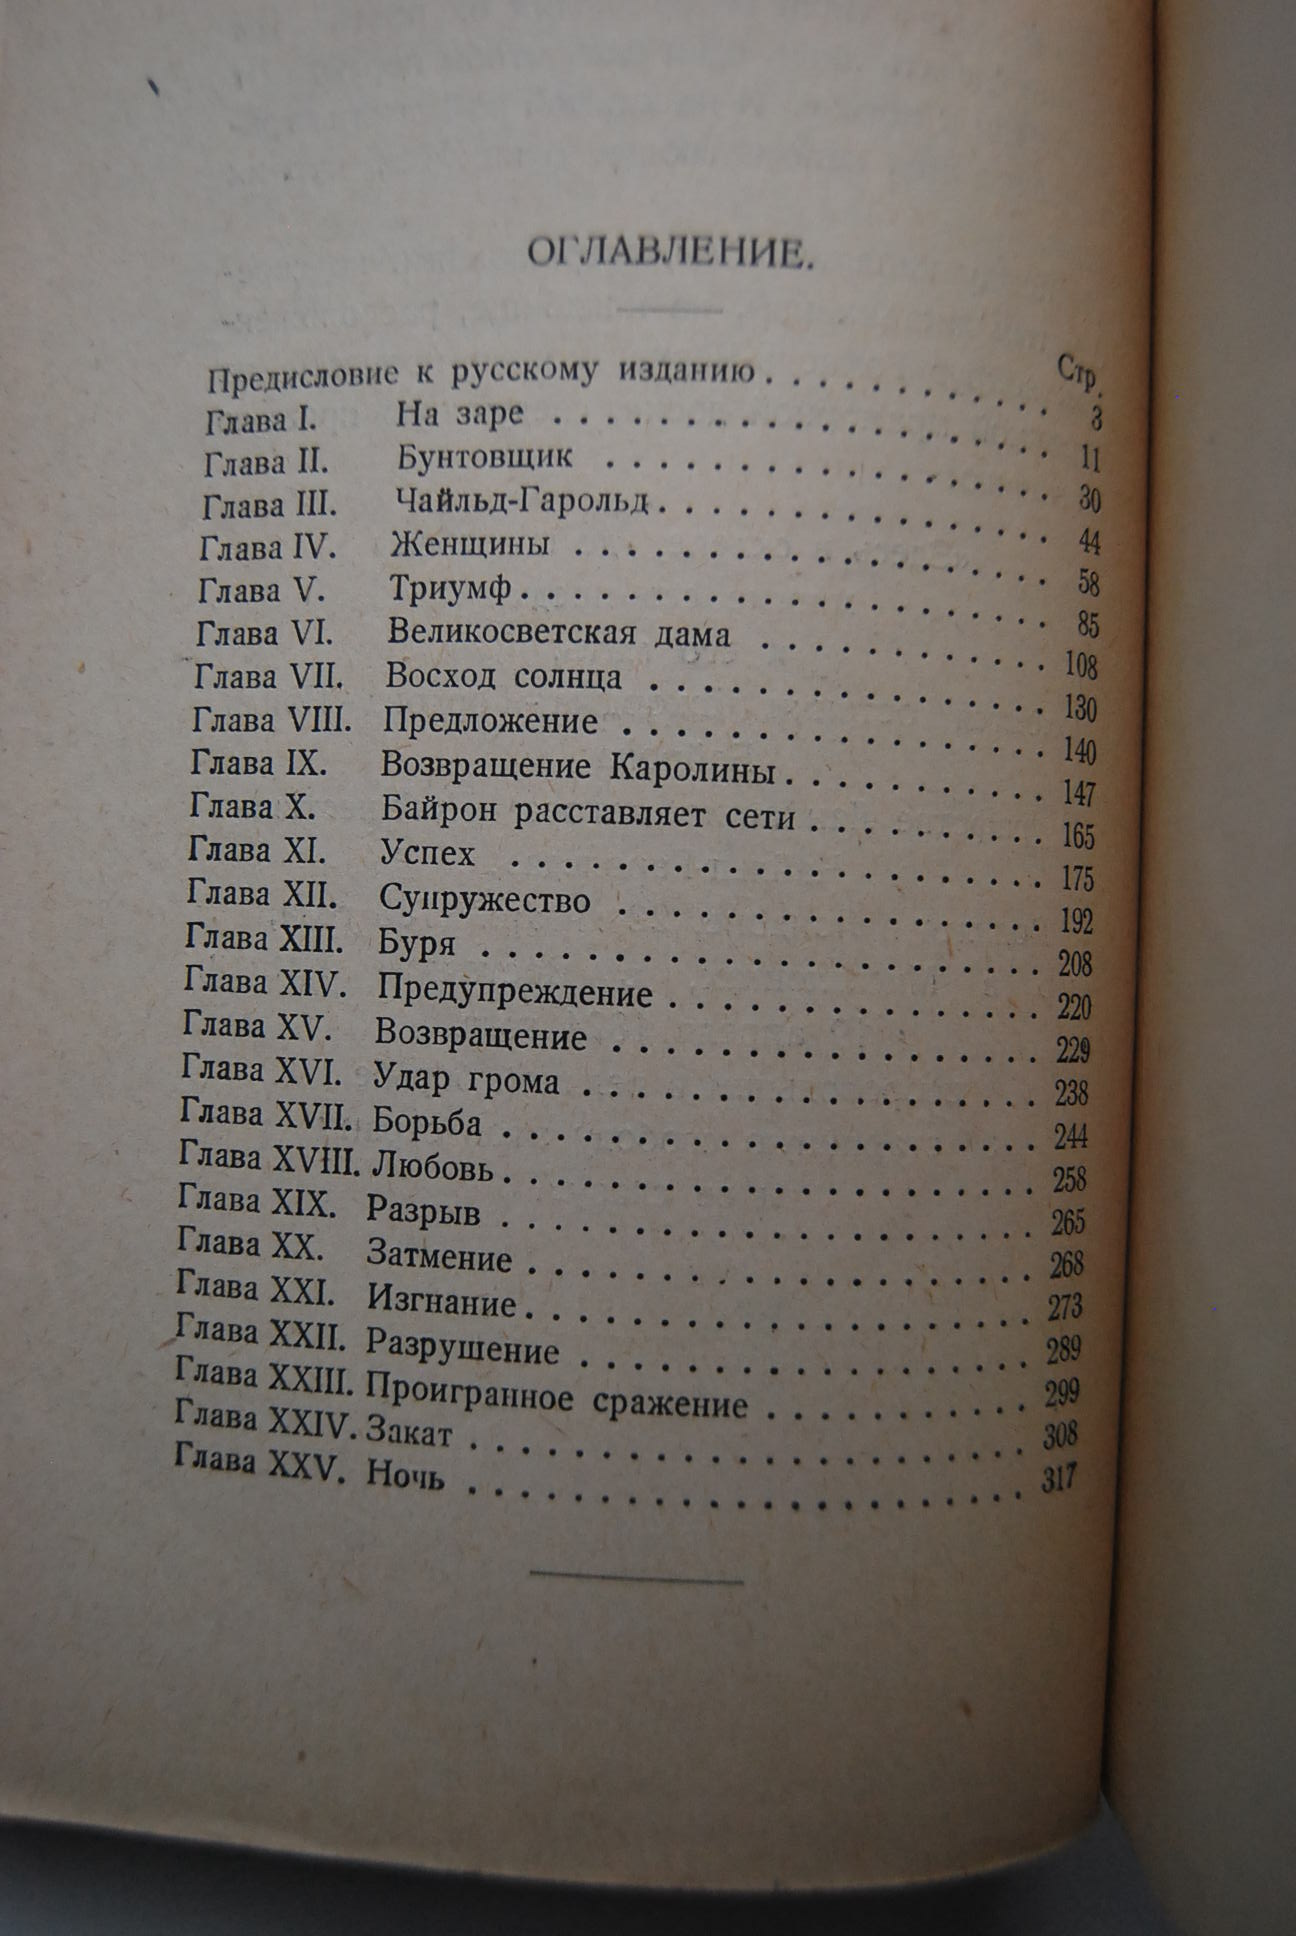 ОГЛАВЛЕНИЕ.
Стр.
Предисловие к русскому изданию . . . . . . . . . . . 3
Глава I. На заре . . . . . . . . . . . . . . . . . . . 11
Глава II. Бунтовщик . . . . . . . . . . . . . . . . . 30
Глава III. Чайльд-Гарольд . . . . . . . . . . . . . . . 44
Глава IV. Женщины . . . . . . . . . . . . . . . . . . 58
Глава V. Триумф . . . . . . . . . . . . . . . . . . . . 85
Глава VI. Великосветская дама . . . . . . . . . . . 108
Глава VII. Восход солнца . . . . . . . . . . . . . . . 130
Глава VIII. Предложение . . . . . . . . . . . . . . . . 140
Глава IX. Возвращение Каролины . . . . . . . . . . 147
Глава X. Байрон расставляет сети . . . . . . . . . 165
Глава XI. Успех . . . . . . . . . . . . . . . . . . . . 175
Глава XII. Супружество . . . . . . . . . . . . . . . . 192
Глава XIII. Буря . . . . . . . . . . . . . . . . . . . . . 208
Глава XIV. Предупреждение . . . . . . . . . . . . . . 220
Глава XV. Возвращение . . . . . . . . . . . . . . . . 229
Глава XVI. Удар грома . . . . . . . . . . . . . . . . . 238
Глава XVII. Борьба . . . . . . . . . . . . . . . . . . . . 244
Глава XVIII. Любовь . . . . . . . . . . . . . . . . . . . . 258
Глава XIX. Разрыв . . . . . . . . . . . . . . . . . . . . 265
Глава XX. Затмение . . . . . . . . . . . . . . . . . . . 268
Глава XXI. Изгнание . . . . . . . . . . . . . . . . . . . 273
Глава XXII. Разрушение . . . . . . . . . . . . . . . . . 289
Глава XXIII. Проигранное сражение . . . . . . . . . . 299
Глава XXIV. Закат . . . . . . . . . . . . . . . . . . . . . 308
Глава XXV. Ночь . . . . . . . . . . . . . . . . . . . . . 317